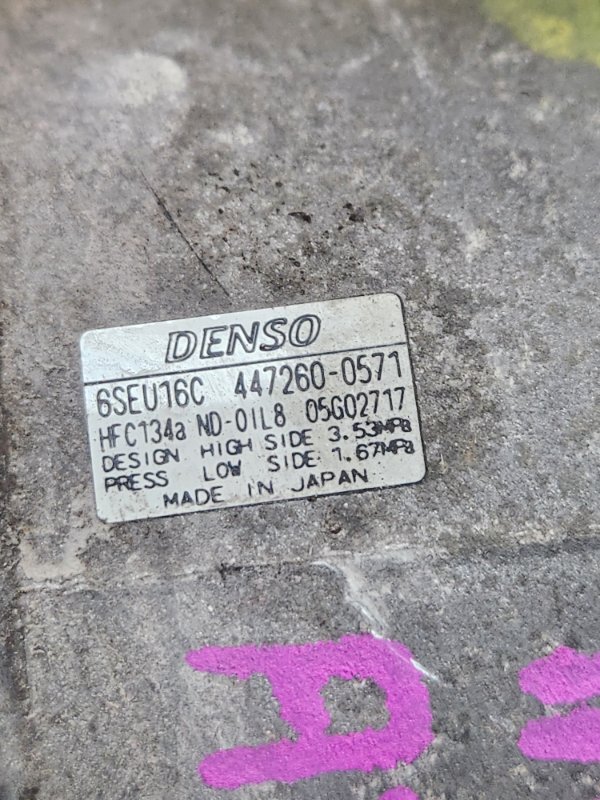 DENSO
6SEU16C 447260-0571
HFC134a ND-OIL8 05G02717
DESIGN HIGH SIDE 3.53MPa
PRESS LOW SIDE 1.67MPa
MADE IN JAPAN